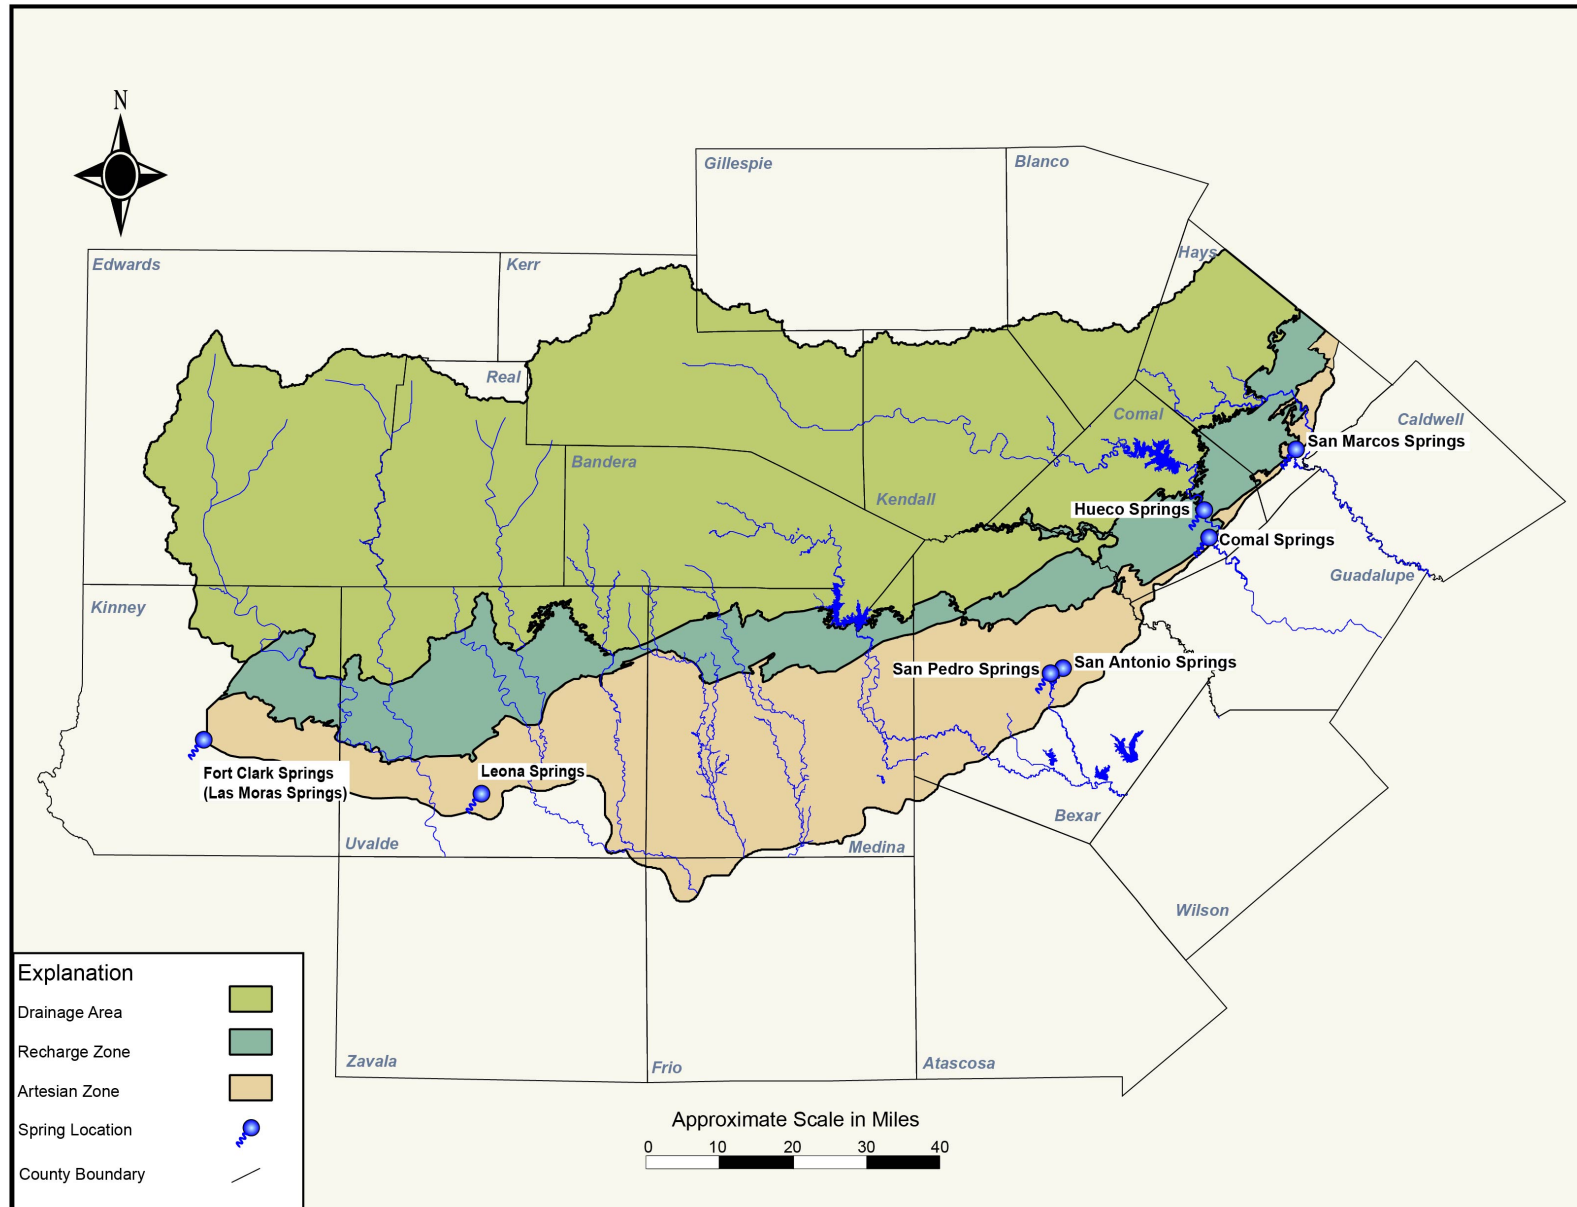 N
Gillespie
Blanco
Hays
Edwards
Kerr
Real
Comal
Caldwell
San Marcos Springs
Bandera
Kendall
Hueco Springs
Comal Springs
Guadalupe
Kinney
San Pedro Springs
San Antonio Springs
Fort Clark Springs
(Las Moras Springs)
Leona Springs
Uvalde
Medina
Bexar
Wilson
Zavala
Frio
Atascosa
Explanation
Drainage Area
Recharge Zone
Artesian Zone
Spring Location
County Boundary
Approximate Scale in Miles
0 10 20 30 40